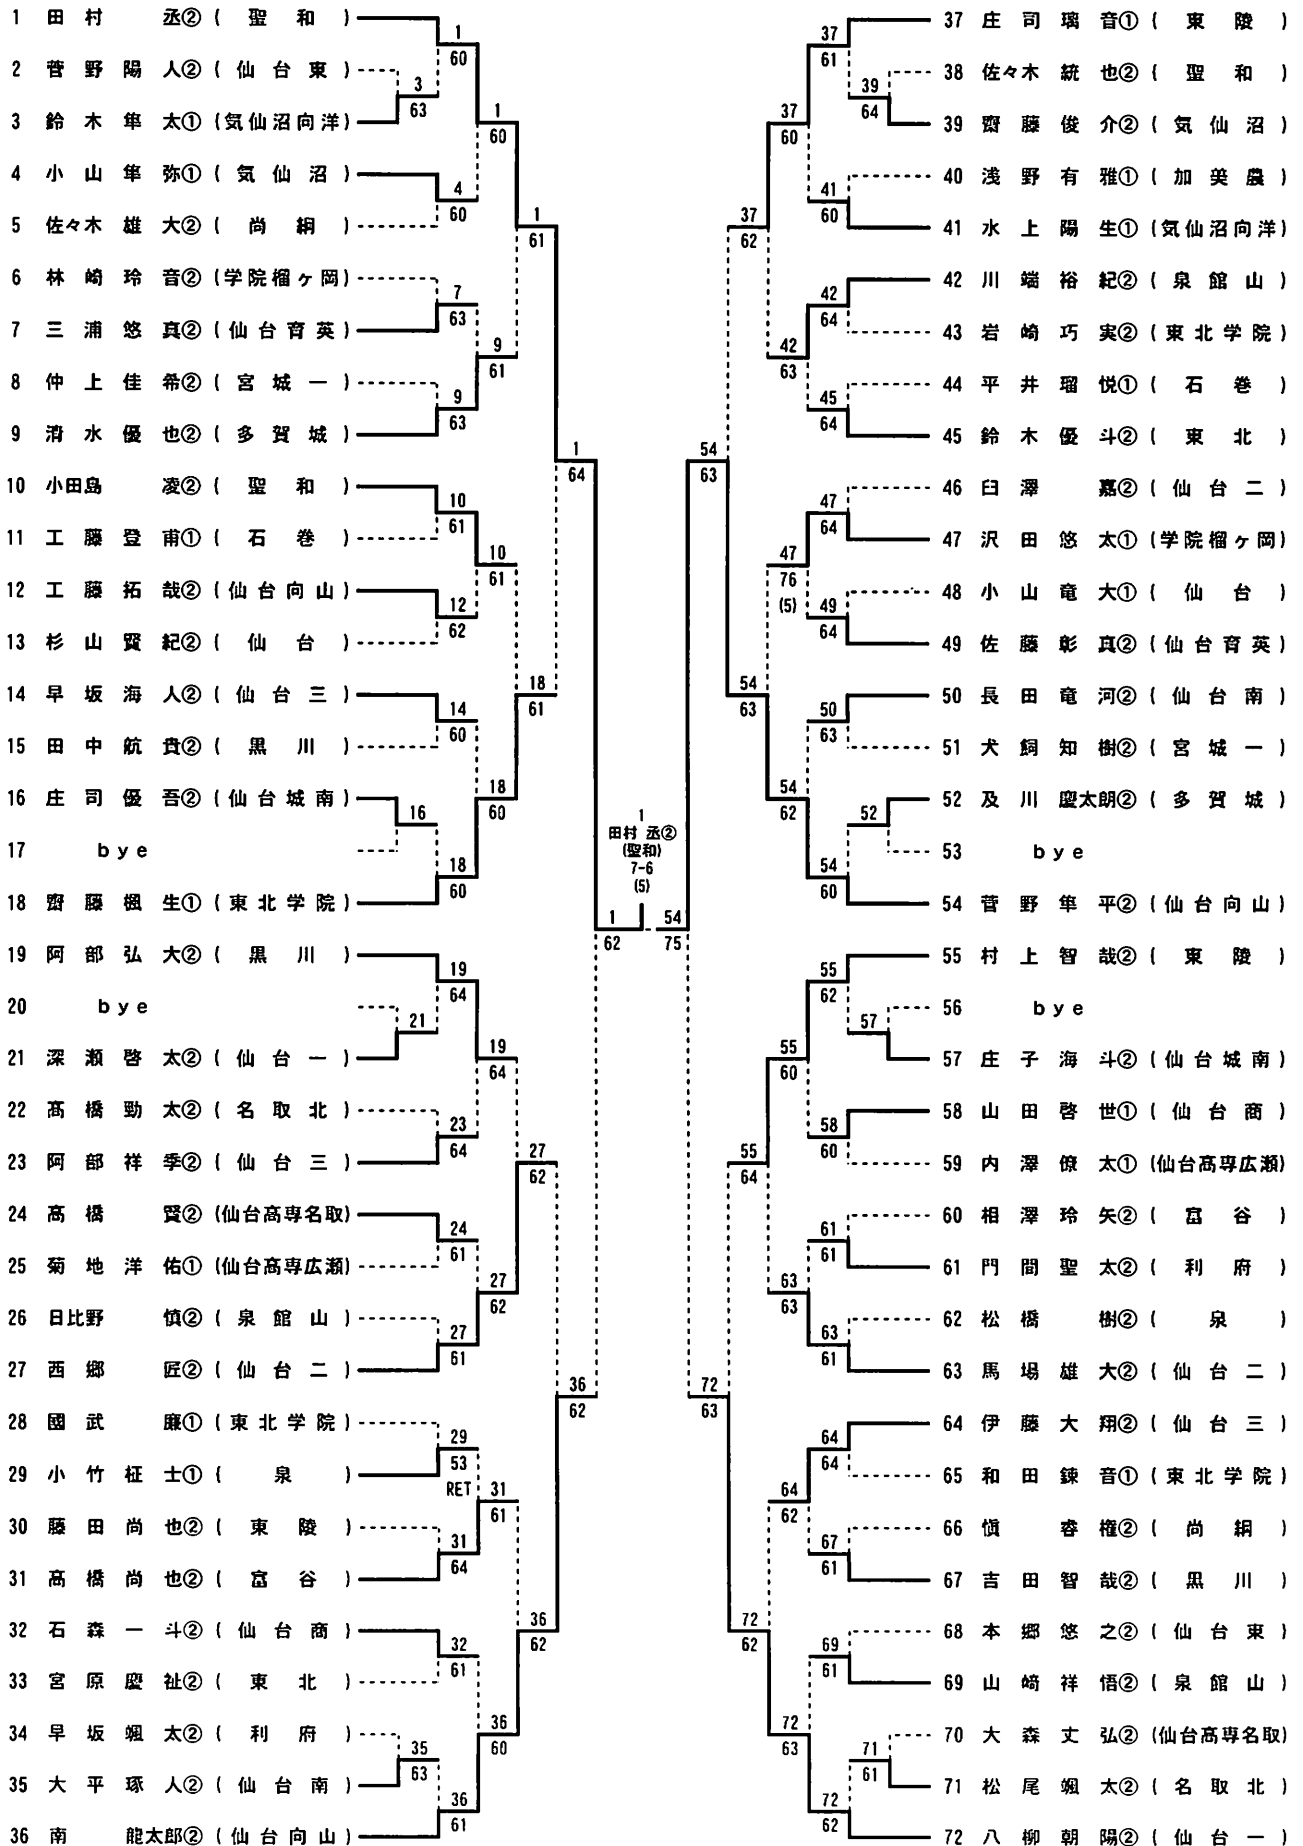 1 田村 丞② (聖和)
2 菅野陽人② (仙台東)
3 鈴木隼太① (気仙沼向洋)
4 小山隼弥① (気仙沼)
5 佐々木雄大② (尚絅)
6 林崎玲音② (学院榴ヶ岡)
7 三浦悠真② (仙台育英)
8 仲上佳希② (宮城一)
9 清水優也② (多賀城)
10 小田島 凌② (聖和)
11 工藤登甫① (石巻)
12 工藤拓哉② (仙台向山)
13 杉山賢紀② (仙台)
14 早坂海人② (仙台三)
15 田中航貴② (黒川)
16 庄司優吾② (仙台城南)
17 bye
18 齋藤楓生① (東北学院)
19 阿部弘大② (黒川)
20 bye
21 深瀬啓太② (仙台一)
22 髙橋勁太② (名取北)
23 阿部祥季② (仙台三)
24 高橋 賢② (仙台高専名取)
25 菊地洋佑① (仙台高専広瀬)
26 日比野 慎② (泉館山)
27 西郷 匠② (仙台二)
28 國武 廉① (東北学院)
29 小竹柾士① (泉)
30 藤田尚也② (東陵)
31 高橋尚也② (富谷)
32 石森一斗② (仙台商)
33 宮原慶祉② (東北)
34 早坂颯太② (利府)
35 大平琢人② (仙台南)
36 南 龍太郎② (仙台向山)
3
63
16
21
35
63
1
60
4
60
7
63
9
63
10
61
12
62
14
60
18
60
19
64
23
64
24
61
27
61
29
53
RET
31
64
32
61
36
61
1
60
9
61
10
61
18
60
19
64
27
62
31
61
36
60
1
61
18
61
27
62
36
62
1
64
36
62
1
62
1
田村 丞②
(聖和)
7-6
(5)
54
75
54
63
72
63
37
62
54
63
55
64
72
62
37
60
42
63
47
76
(5)
54
62
55
60
63
63
64
62
72
63
37
61
41
60
42
64
45
64
47
64
49
64
50
63
54
60
55
62
58
60
61
61
63
61
64
64
67
61
69
61
72
62
39
64
52
57
71
61
37 庄司璃音① (東陵)
38 佐々木統也② (聖和)
39 齋藤俊介② (気仙沼)
40 浅野有雅① (加美農)
41 水上陽生① (気仙沼向洋)
42 川端裕紀② (泉館山)
43 岩崎巧実② (東北学院)
44 平井瑠悦① (石巻)
45 鈴木優斗② (東北)
46 臼澤 嘉② (仙台二)
47 沢田悠太① (学院榴ヶ岡)
48 小山竜大① (仙台)
49 佐藤彰真② (仙台育英)
50 長田竜河② (仙台南)
51 犬飼知樹② (宮城一)
52 及川慶太朗② (多賀城)
53 bye
54 菅野隼平② (仙台向山)
55 村上智哉② (東陵)
56 bye
57 庄子海斗② (仙台城南)
58 山田啓世① (仙台商)
59 内澤僚太① (仙台高専広瀬)
60 相澤玲矢② (富谷)
61 門間聖太② (利府)
62 松橋 樹② (泉)
63 馬場雄大② (仙台二)
64 伊藤大翔② (仙台三)
65 和田錬音① (東北学院)
66 慎 睿権② (尚絅)
67 吉田智哉② (黒川)
68 本郷悠之② (仙台東)
69 山﨑祥悟② (泉館山)
70 大森丈弘② (仙台高専名取)
71 松尾颯太② (名取北)
72 八柳朝陽② (仙台一)